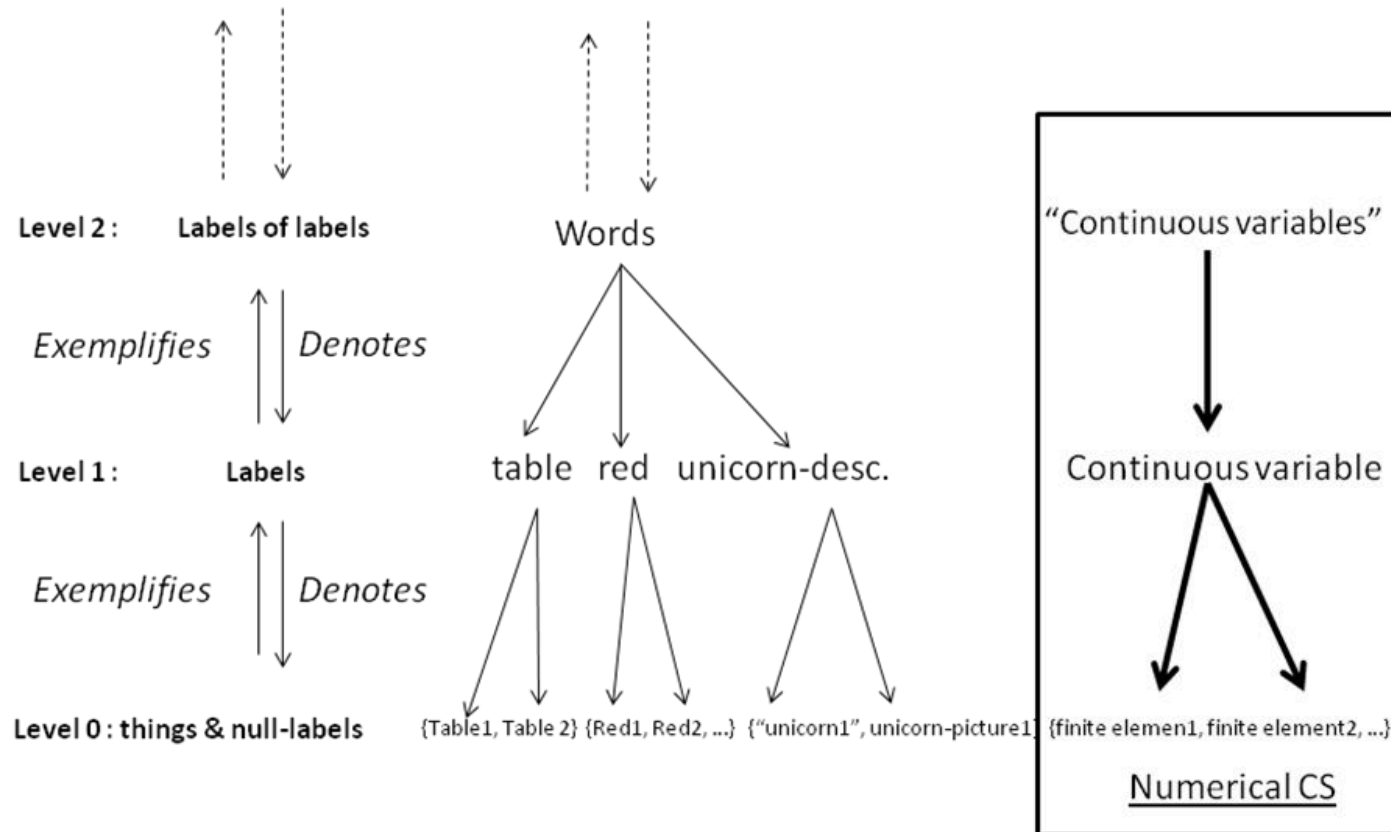 Level 2 : Labels of labels Words “Continuous variables”
Exemplifies Denotes
Level 1 : Labels table red unicorn-desc. Continuous variable
Exemplifies Denotes
Level 0 : things & null-labels {Table1, Table 2} {Red1, Red2, ...} {“unicorn1”, unicorn-picture1} {finite elemen1, finite element2, ...}
Numerical CS